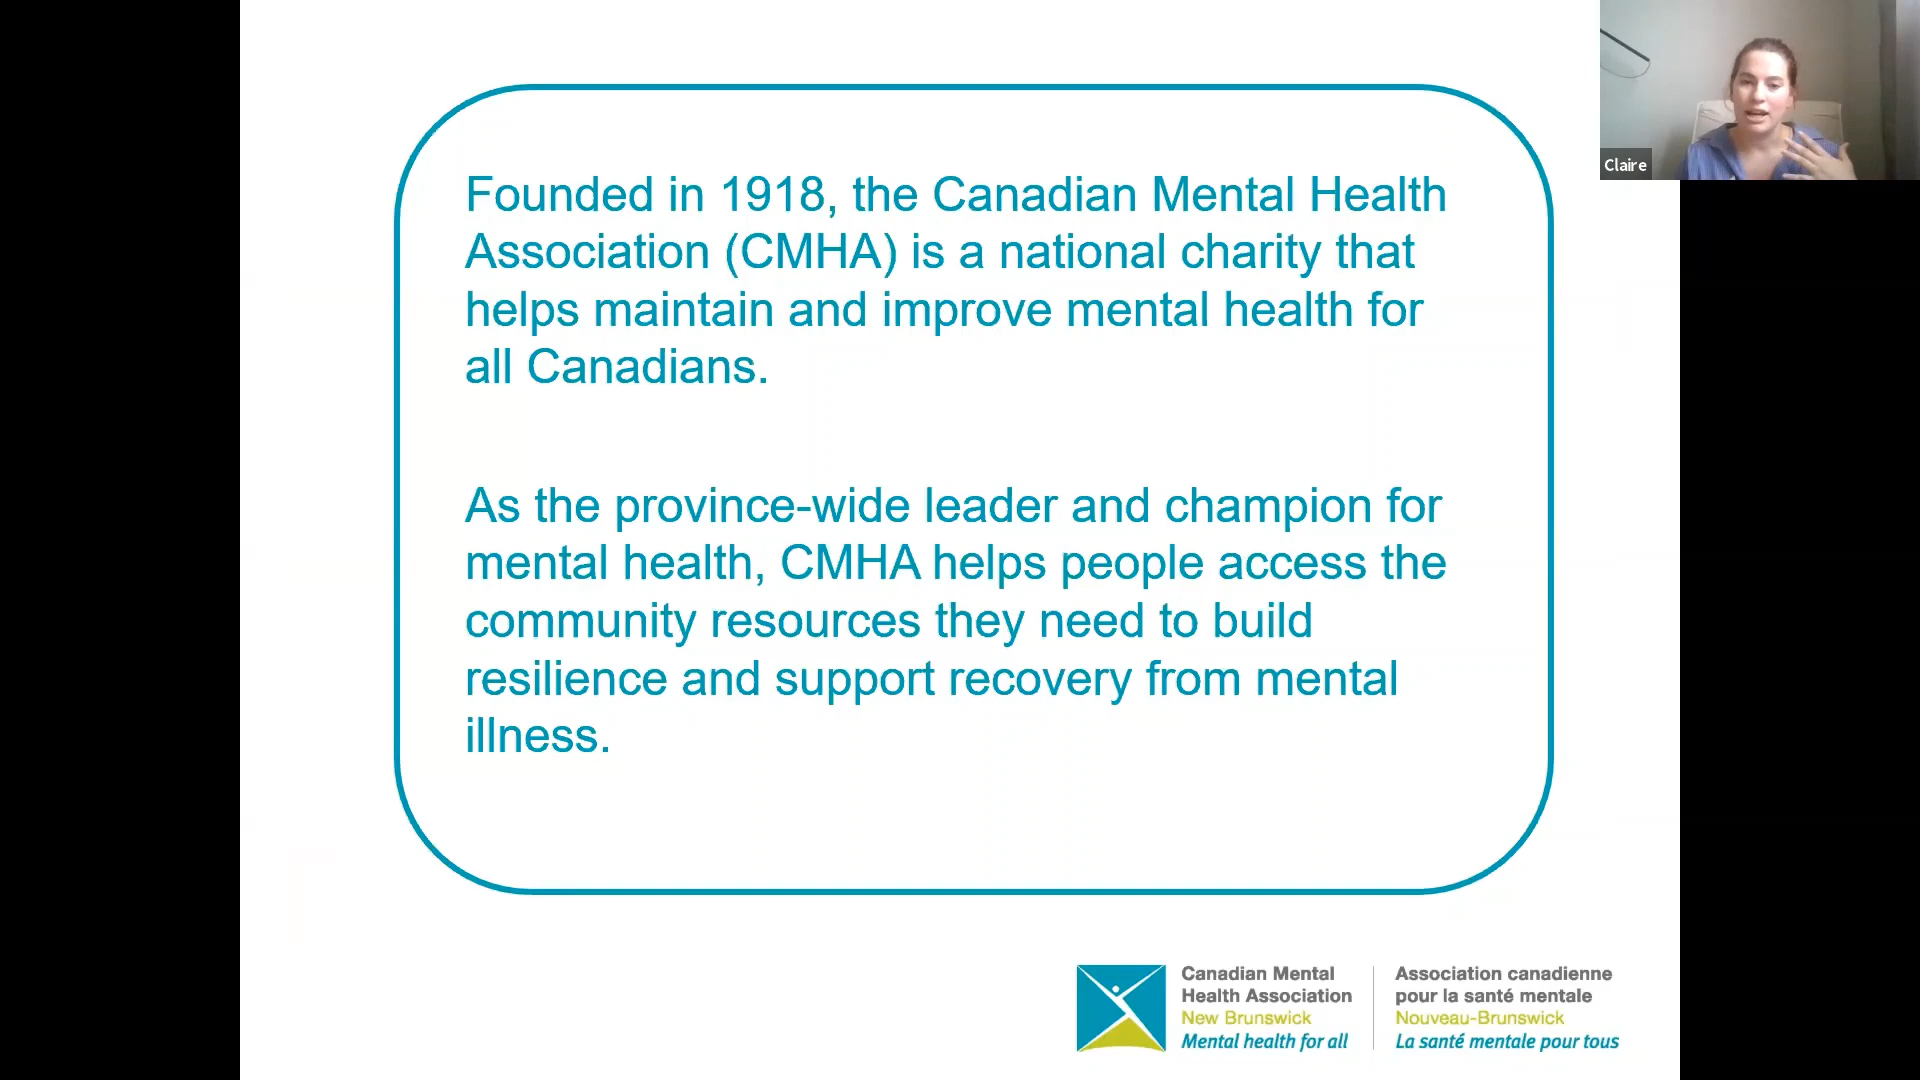 Claire
Founded in 1918, the Canadian Mental Health
Association (CMHA) is a national charity that
helps maintain and improve mental health for
all Canadians.
As the province-wide leader and champion for
mental health, CMHA helps people access the
community resources they need to build
resilience and support recovery from mental
illness.
Canadian Mental
Health Association
New Brunswick
Mental health for all
Association canadienne
pour la santé mentale
Nouveau-Brunswick
La santé mentale pour tous